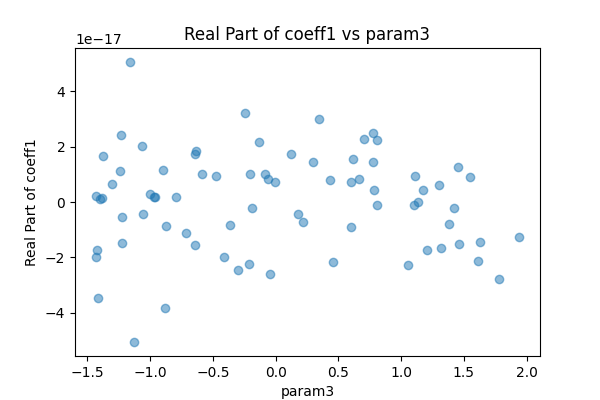 Real Part of coeff1 vs param3
1e−17
4
2
0
−2
−4
Real Part of coeff1
−1.5 −1.0 −0.5 0.0 0.5 1.0 1.5 2.0
param3